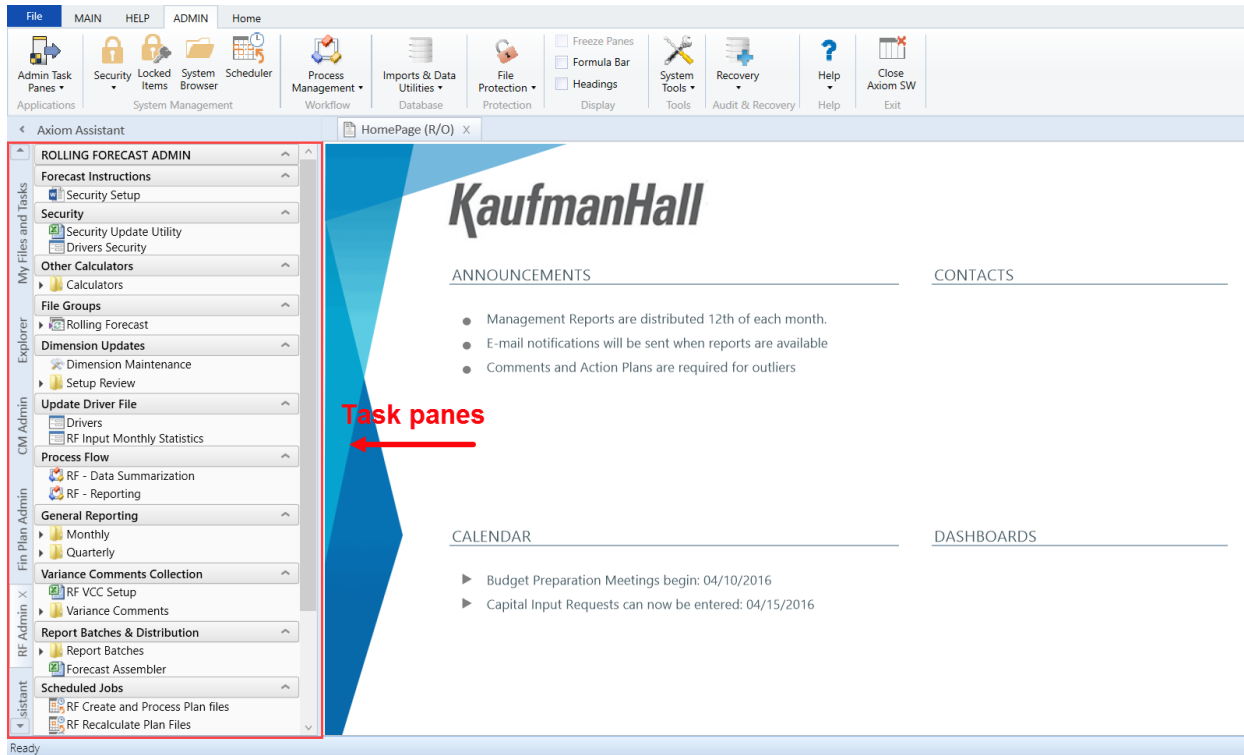 File MAIN HELP ADMIN Home
Admin Task Panes Security Locked Items System Browser Scheduler Process Management Imports & Data Utilities File Protection Freeze Panes Formula Bar Headings System Tools Recovery Help Close Axiom SW
Applications System Management Workflow Database Protection Display Tools Audit & Recovery Help Exit
Axiom Assistant
HomePage (R/O) X
My Files and Tasks
Explorer
CM Admin
Fin Plan Admin
RF Admin X
sistant
ROLLING FORECAST ADMIN
Forecast Instructions
Security Setup
Security
Security Update Utility
Drivers Security
Other Calculators
Calculators
File Groups
Rolling Forecast
Dimension Updates
Dimension Maintenance
Setup Review
Update Driver File
Drivers
RF Input Monthly Statistics
Process Flow
RF - Data Summarization
RF - Reporting
General Reporting
Monthly
Quarterly
Variance Comments Collection
RF VCC Setup
Variance Comments
Report Batches & Distribution
Report Batches
Forecast Assembler
Scheduled Jobs
RF Create and Process Plan files
RF Recalculate Plan Files
Task panes
KaufmanHall
ANNOUNCEMENTS
Management Reports are distributed 12th of each month.
E-mail notifications will be sent when reports are available
Comments and Action Plans are required for outliers
CONTACTS
CALENDAR
Budget Preparation Meetings begin: 04/10/2016
Capital Input Requests can now be entered: 04/15/2016
DASHBOARDS
Ready